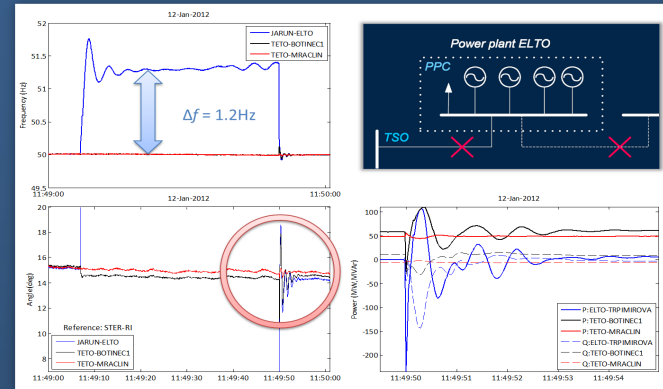 12-Jan-2012
52
51.5
51
50.5
50
49.5
Frequency (Hz)
11:49:00
11:50:00
JARUN-ELTO
TETO-BOTINEC1
TETO-MRACLIN
Δf = 1.2Hz
Power plant ELTO
PPC
TSO
12-Jan-2012
20
18
16
14
12
10
8
Angle/deg
Reference: STER-RI
JARUN-ELTO
TETO-BOTINEC1
TETO-MRACLIN
11:49:00
11:49:10
11:49:20
11:49:30
11:49:40
11:49:50
11:50:00
12-Jan-2012
100
50
0
-50
-100
-150
-200
Power (MW,MVAr)
P:ELTO-TRPIMIROVA
P:TETO-BOTINEC1
P:TETO-MRACLIN
Q:ELTO-TRPIMIROVA
Q:TETO-BOTINEC1
Q:TETO-MRACLIN
11:49:50
11:49:51
11:49:52
11:49:53
11:49:54